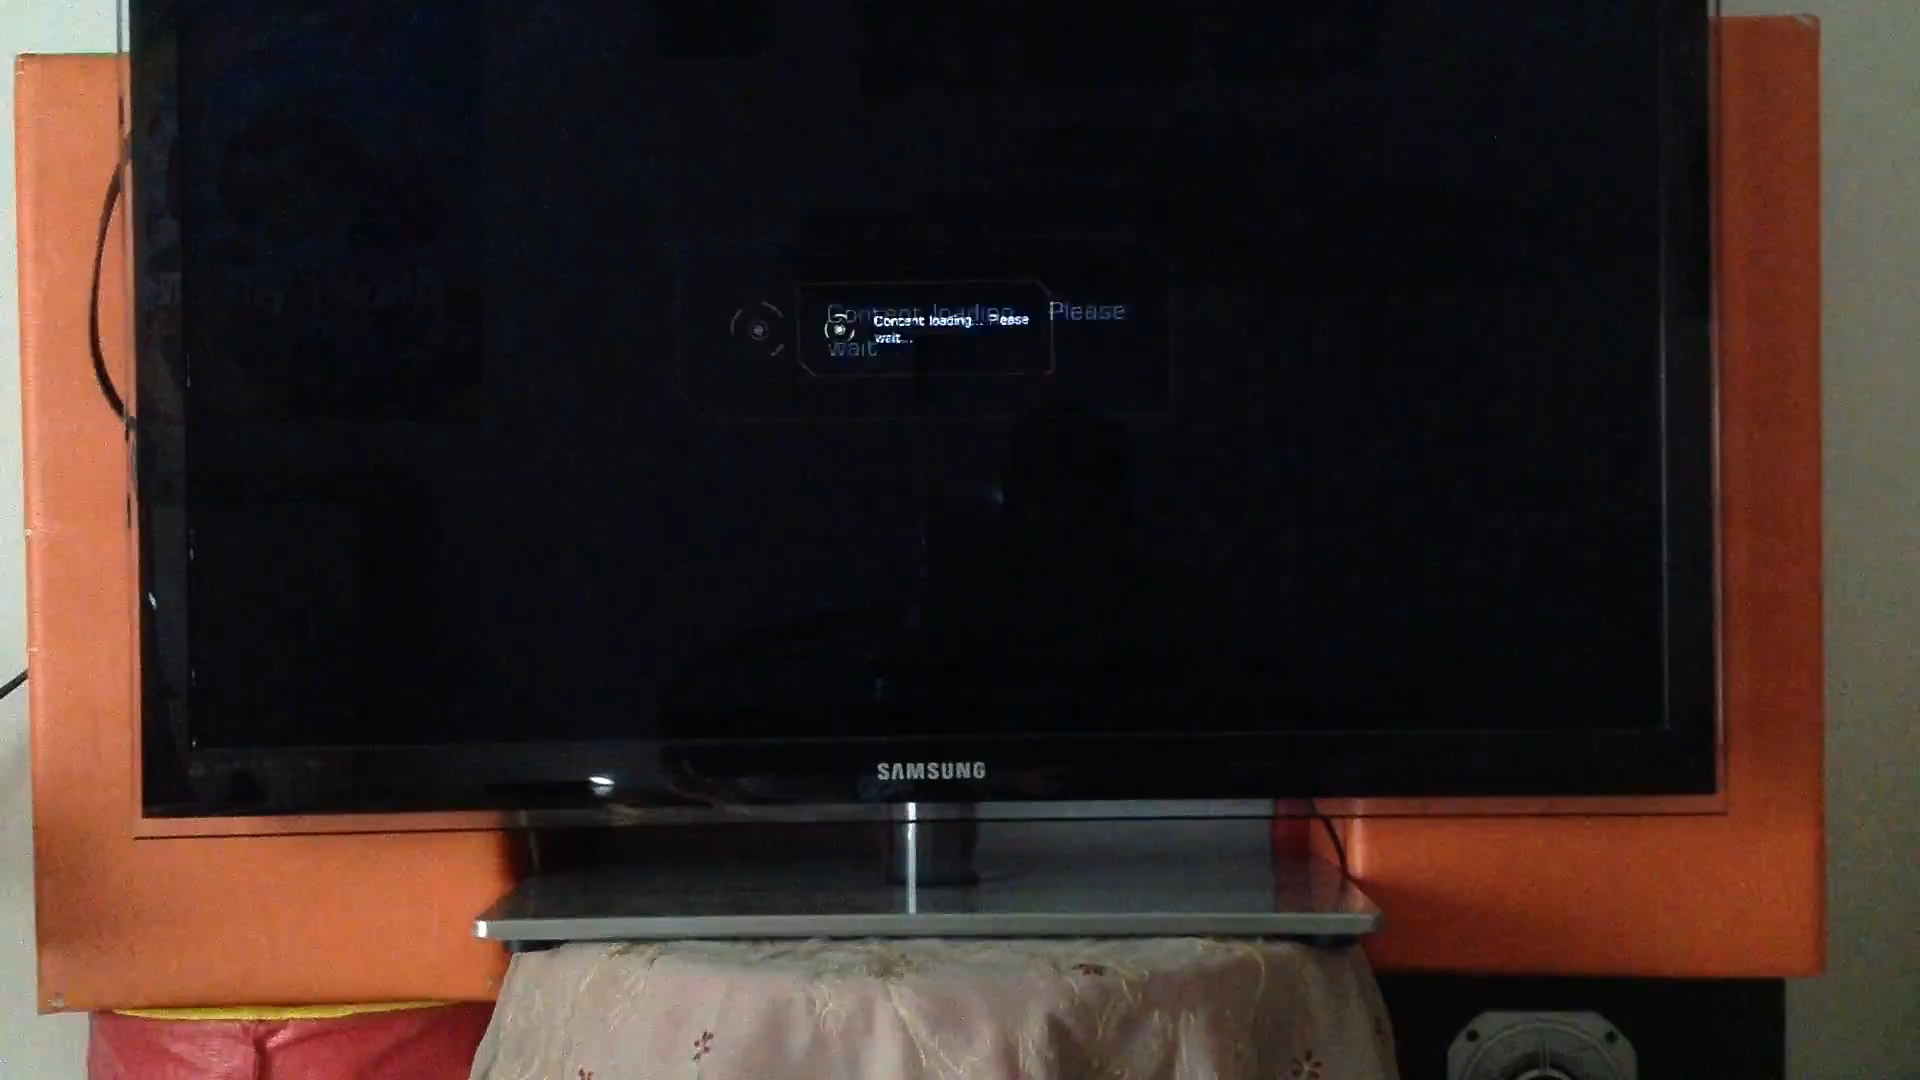 Content loading... Please
wait...
Content loading... Please
wait
SAMSUNG